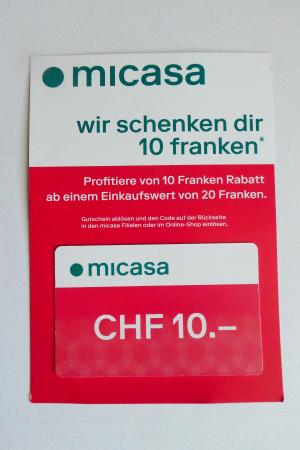 micasa
wir schenken dir
10 franken*
Profitiere von 10 Franken Rabatt
ab einem Einkaufswert von 20 Franken.
Gutschein ablösen und den Code auf der Rückseite
in den micasa Filialen oder im Online-Shop einlösen.
micasa
CHF 10.–